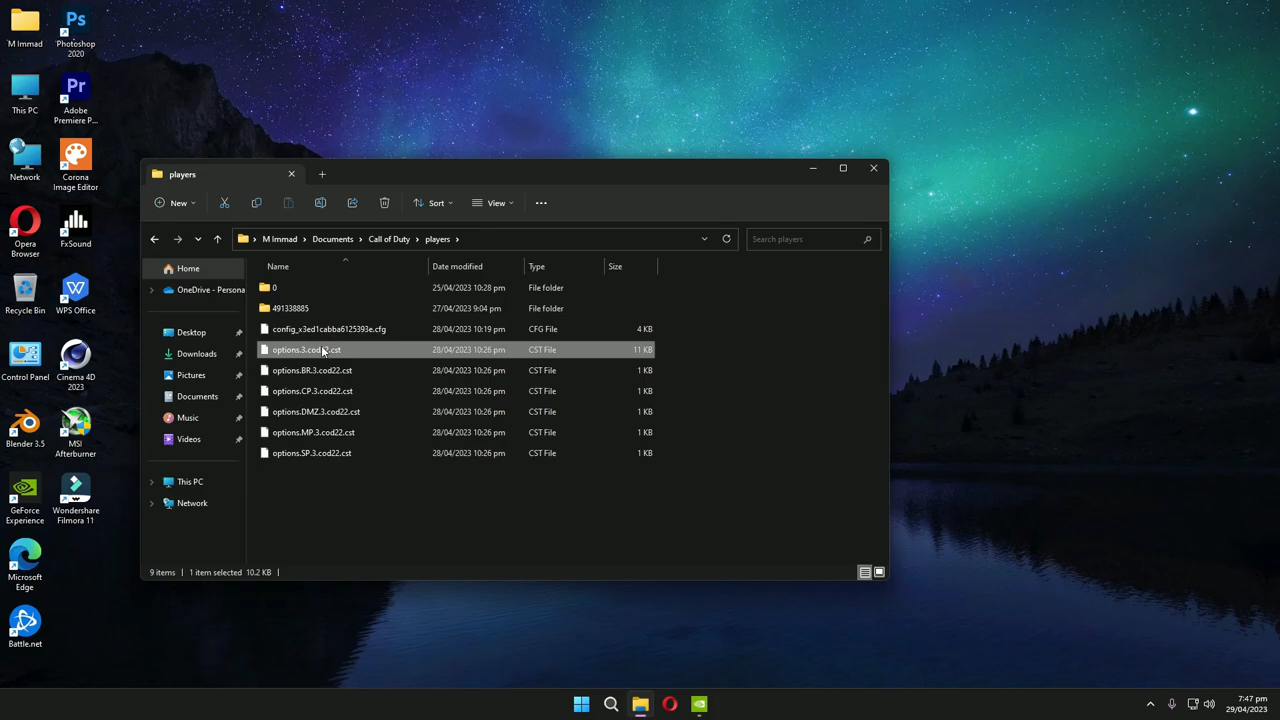 M Immad
Photoshop
2020
This PC
Adobe
Premiere P...
Network
Corona
Image Editor
Opera
Browser
FxSound
Recycle Bin
WPS Office
Control Panel
Cinema 4D
2023
Blender 3.5
MSI
Afterburner
GeForce
Experience
Wondershare
Filmora 11
Microsoft
Edge
Battle.net
players
New
Sort
View
M Immad > Documents > Call of Duty > players >
Search players
Home
OneDrive - Persona
Desktop
Downloads
Pictures
Documents
Music
Videos
This PC
Network
Name Date modified Type Size
0 25/04/2023 10:28 pm File folder
491338885 27/04/2023 9:04 pm File folder
config_x3ed1cabba6125393e.cfg 28/04/2023 10:19 pm CFG File 4 KB
28/04/2023 10:26 pm CST File 11 KB
options.BR.3.cod22.cst 28/04/2023 10:26 pm CST File 1 KB
options.CP.3.cod22.cst 28/04/2023 10:26 pm CST File 1 KB
options.DMZ.3.cod22.cst 28/04/2023 10:26 pm CST File 1 KB
options.MP.3.cod22.cst 28/04/2023 10:26 pm CST File 1 KB
options.SP.3.cod22.cst 28/04/2023 10:26 pm CST File 1 KB
9 items 1 item selected 10.2 KB
7:47 pm
29/04/2023